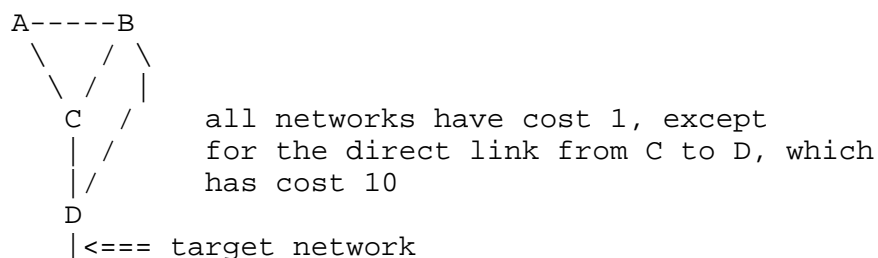 A-----B
C all networks have cost 1, except
for the direct link from C to D, which
has cost 10
D
|<=== target network